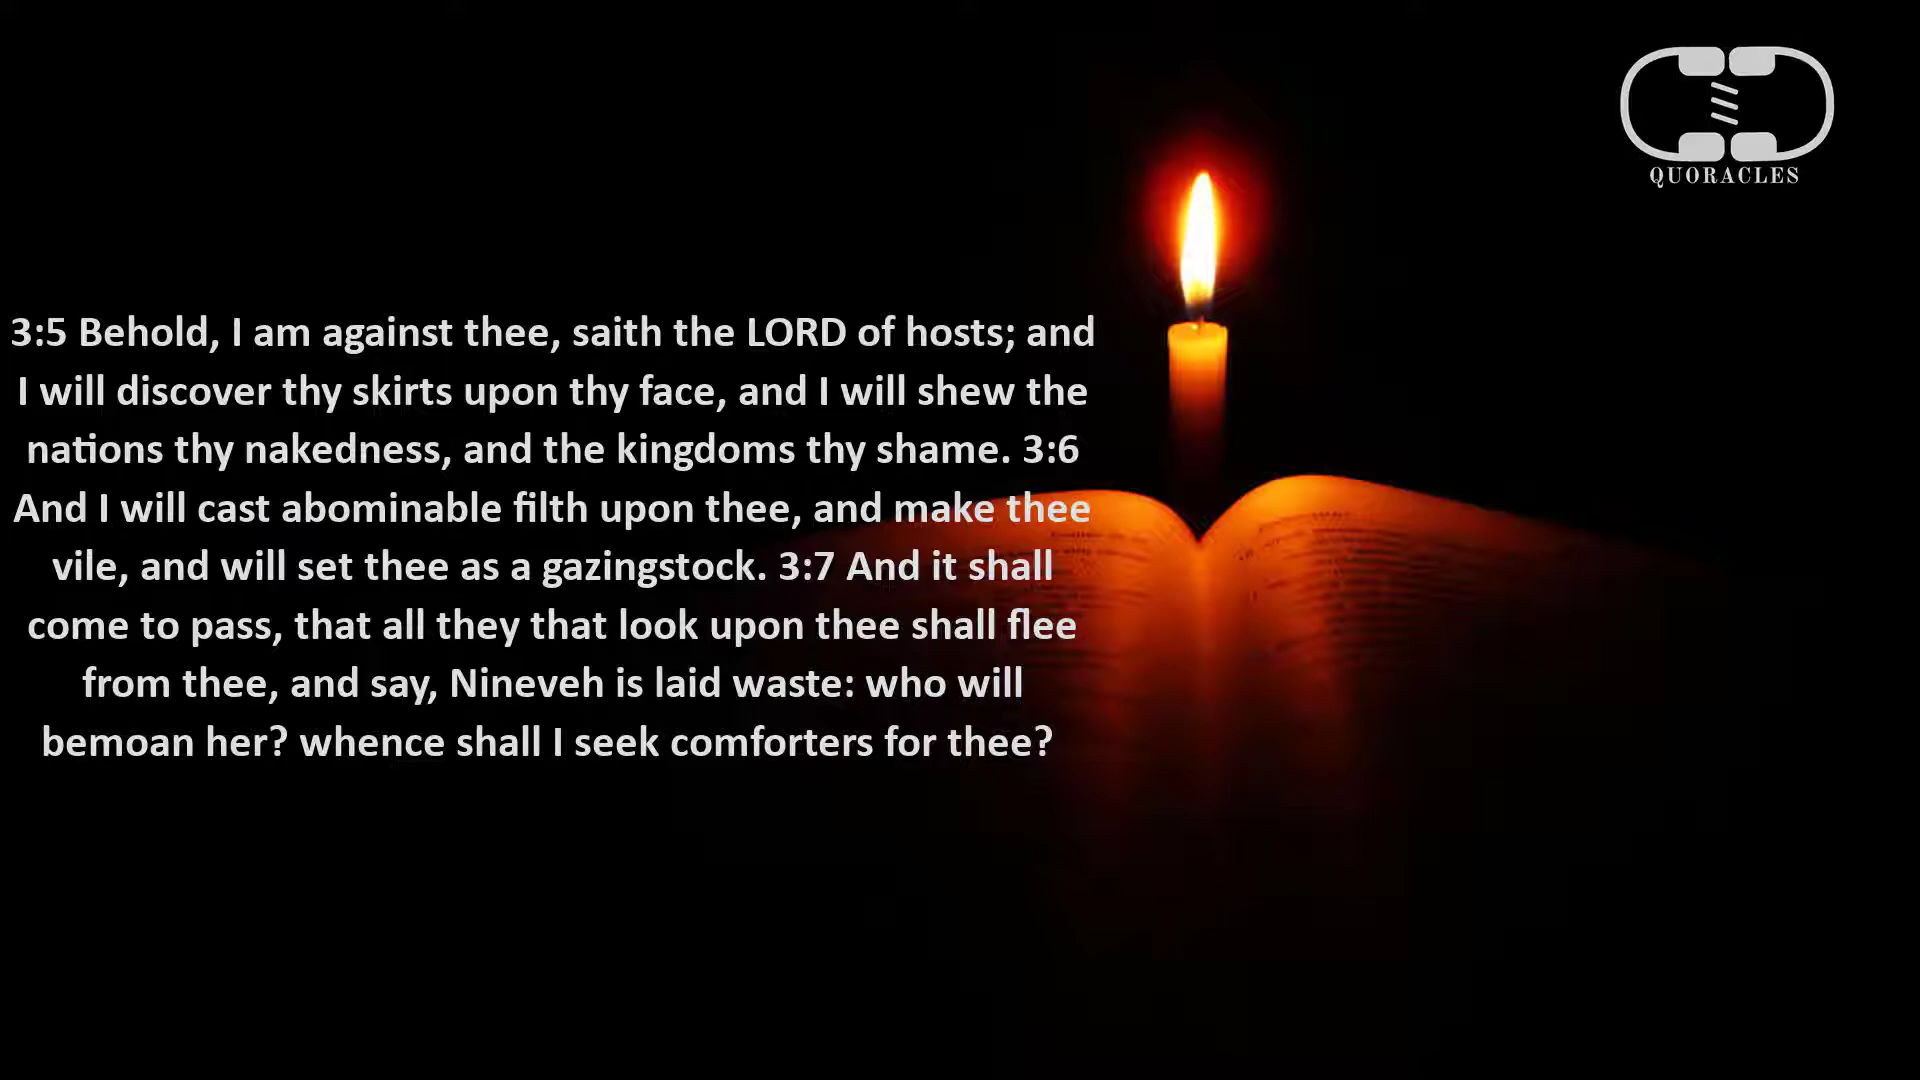 QUORACLES
3:5 Behold, I am against thee, saith the LORD of hosts; and
I will discover thy skirts upon thy face, and I will shew the
nations thy nakedness, and the kingdoms thy shame. 3:6
And I will cast abominable filth upon thee, and make thee
vile, and will set thee as a gazingstock. 3:7 And it shall
come to pass, that all they that look upon thee shall flee
from thee, and say, Nineveh is laid waste: who will
bemoan her? whence shall I seek comforters for thee?